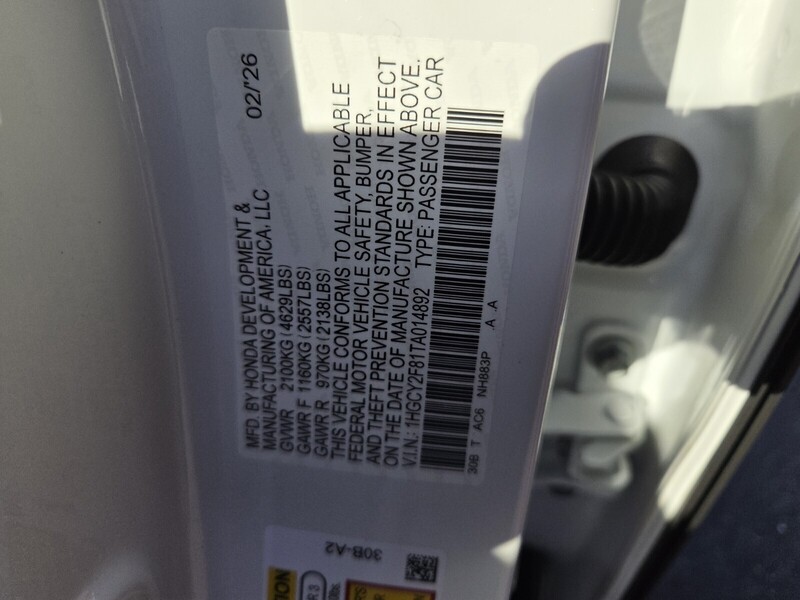 MFD. BY HONDA DEVELOPMENT &
MANUFACTURING OF AMERICA, LLC 02/'26
GVWR 2100KG (4629LBS)
GAWR F 1160KG (2557LBS)
GAWR R 970KG (2138LBS)
THIS VEHICLE CONFORMS TO ALL APPLICABLE
FEDERAL MOTOR VEHICLE SAFETY, BUMPER,
AND THEFT PREVENTION STANDARDS IN EFFECT
ON THE DATE OF MANUFACTURE SHOWN ABOVE.
V.I.N.: 1HGCY2F81TA014892 TYPE: PASSENGER CAR
30B T AC6 NH883P .A .A
30B-A2